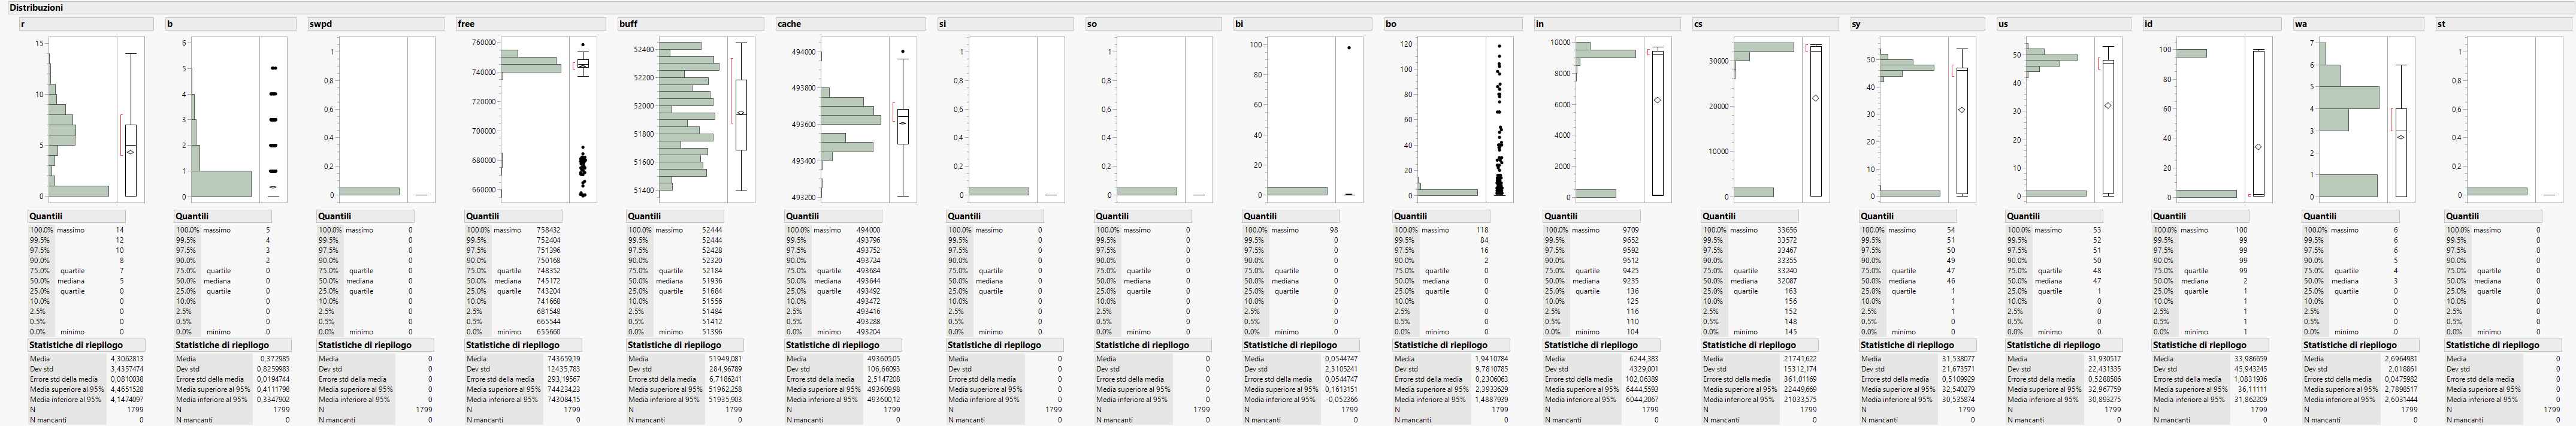 Distribuzioni
r
15
10
5
0
Quantili
100.0% massimo 14
99.5% 12
97.5% 10
90.0% 8
75.0% quartile 7
50.0% mediana 5
25.0% quartile 0
10.0% 0
2.5% 0
0.5% 0
0.0% minimo 0
Statistiche di riepilogo
Media 4,3062813
Dev std 3,4357474
Errore std della media 0,0810038
Media superiore al 95% 4,4651528
Media inferiore al 95% 4,1474097
N 1799
N mancanti 0
b
6
5
4
3
2
1
0
Quantili
100.0% massimo 5
99.5% 4
97.5% 3
90.0% 2
75.0% quartile 0
50.0% mediana 0
25.0% quartile 0
10.0% 0
2.5% 0
0.5% 0
0.0% minimo 0
Statistiche di riepilogo
Media 0,372985
Dev std 0,8259983
Errore std della media 0,0194744
Media superiore al 95% 0,4111798
Media inferiore al 95% 0,3347902
N 1799
N mancanti 0
swpd
1
0,8
0,6
0,4
0,2
0
Quantili
100.0% massimo 0
99.5% 0
97.5% 0
90.0% 0
75.0% quartile 0
50.0% mediana 0
25.0% quartile 0
10.0% 0
2.5% 0
0.5% 0
0.0% minimo 0
Statistiche di riepilogo
Media 0
Dev std 0
Errore std della media 0
Media superiore al 95% 0
Media inferiore al 95% 0
N 1799
N mancanti 0
free
760000
740000
720000
700000
680000
660000
Quantili
100.0% massimo 758432
99.5% 752404
97.5% 751396
90.0% 750168
75.0% quartile 748352
50.0% mediana 745172
25.0% quartile 743204
10.0% 741668
2.5% 681548
0.5% 665544
0.0% minimo 655660
Statistiche di riepilogo
Media 743659,19
Dev std 12435,783
Errore std della media 293,19567
Media superiore al 95% 744234,23
Media inferiore al 95% 743084,15
N 1799
N mancanti 0
buff
52400
52200
52000
51800
51600
51400
Quantili
100.0% massimo 52444
99.5% 52444
97.5% 52428
90.0% 52320
75.0% quartile 52184
50.0% mediana 51936
25.0% quartile 51684
10.0% 51556
2.5% 51484
0.5% 51412
0.0% minimo 51396
Statistiche di riepilogo
Media 51949,081
Dev std 284,96789
Errore std della media 6,7186241
Media superiore al 95% 51962,258
Media inferiore al 95% 51935,903
N 1799
N mancanti 0
cache
494000
493800
493600
493400
493200
Quantili
100.0% massimo 494000
99.5% 493796
97.5% 493752
90.0% 493724
75.0% quartile 493684
50.0% mediana 493644
25.0% quartile 493492
10.0% 493472
2.5% 493416
0.5% 493288
0.0% minimo 493204
Statistiche di riepilogo
Media 493605,05
Dev std 106,66093
Errore std della media 2,5147208
Media superiore al 95% 493609,98
Media inferiore al 95% 493600,12
N 1799
N mancanti 0
si
1
0,8
0,6
0,4
0,2
0
Quantili
100.0% massimo 0
99.5% 0
97.5% 0
90.0% 0
75.0% quartile 0
50.0% mediana 0
25.0% quartile 0
10.0% 0
2.5% 0
0.5% 0
0.0% minimo 0
Statistiche di riepilogo
Media 0
Dev std 0
Errore std della media 0
Media superiore al 95% 0
Media inferiore al 95% 0
N 1799
N mancanti 0
so
1
0,8
0,6
0,4
0,2
0
Quantili
100.0% massimo 0
99.5% 0
97.5% 0
90.0% 0
75.0% quartile 0
50.0% mediana 0
25.0% quartile 0
10.0% 0
2.5% 0
0.5% 0
0.0% minimo 0
Statistiche di riepilogo
Media 0
Dev std 0
Errore std della media 0
Media superiore al 95% 0
Media inferiore al 95% 0
N 1799
N mancanti 0
bi
100
80
60
40
20
0
Quantili
100.0% massimo 98
99.5% 0
97.5% 0
90.0% 0
75.0% quartile 0
50.0% mediana 0
25.0% quartile 0
10.0% 0
2.5% 0
0.5% 0
0.0% minimo 0
Statistiche di riepilogo
Media 0,0544747
Dev std 2,3105241
Errore std della media 0,0544747
Media superiore al 95% 0,1613151
Media inferiore al 95% -0,052366
N 1799
N mancanti 0
bo
120
100
80
60
40
20
0
Quantili
100.0% massimo 118
99.5% 84
97.5% 16
90.0% 2
75.0% quartile 0
50.0% mediana 0
25.0% quartile 0
10.0% 0
2.5% 0
0.5% 0
0.0% minimo 0
Statistiche di riepilogo
Media 1,9410784
Dev std 9,7810785
Errore std della media 0,2306063
Media superiore al 95% 2,3933629
Media inferiore al 95% 1,4887939
N 1799
N mancanti 0
in
10000
8000
6000
4000
2000
0
Quantili
100.0% massimo 9709
99.5% 9652
97.5% 9592
90.0% 9512
75.0% quartile 9425
50.0% mediana 9235
25.0% quartile 136
10.0% 125
2.5% 116
0.5% 110
0.0% minimo 104
Statistiche di riepilogo
Media 6244,383
Dev std 4329,001
Errore std della media 102,06389
Media superiore al 95% 6444,5593
Media inferiore al 95% 6044,2067
N 1799
N mancanti 0
cs
30000
20000
10000
0
Quantili
100.0% massimo 33656
99.5% 33572
97.5% 33467
90.0% 33355
75.0% quartile 33240
50.0% mediana 32087
25.0% quartile 163
10.0% 156
2.5% 152
0.5% 148
0.0% minimo 145
Statistiche di riepilogo
Media 21741,622
Dev std 15312,174
Errore std della media 361,01169
Media superiore al 95% 22449,669
Media inferiore al 95% 21033,575
N 1799
N mancanti 0
sy
50
40
30
20
10
0
Quantili
100.0% massimo 54
99.5% 51
97.5% 51
90.0% 49
75.0% quartile 47
50.0% mediana 46
25.0% quartile 1
10.0% 1
2.5% 1
0.5% 0
0.0% minimo 0
Statistiche di riepilogo
Media 31,538077
Dev std 21,673571
Errore std della media 0,5109929
Media superiore al 95% 32,540279
Media inferiore al 95% 30,535874
N 1799
N mancanti 0
us
50
40
30
20
10
0
Quantili
100.0% massimo 53
99.5% 52
97.5% 51
90.0% 50
75.0% quartile 48
50.0% mediana 47
25.0% quartile 1
10.0% 0
2.5% 0
0.5% 0
0.0% minimo 0
Statistiche di riepilogo
Media 31,930517
Dev std 22,431335
Errore std della media 0,5288586
Media superiore al 95% 32,967759
Media inferiore al 95% 30,893275
N 1799
N mancanti 0
id
100
80
60
40
20
0
Quantili
100.0% massimo 100
99.5% 99
97.5% 99
90.0% 99
75.0% quartile 99
50.0% mediana 2
25.0% quartile 1
10.0% 1
2.5% 1
0.5% 1
0.0% minimo 1
Statistiche di riepilogo
Media 33,986659
Dev std 45,943245
Errore std della media 1,0831936
Media superiore al 95% 36,11111
Media inferiore al 95% 31,862209
N 1799
N mancanti 0
wa
7
6
5
4
3
2
1
0
Quantili
100.0% massimo 6
99.5% 6
97.5% 6
90.0% 5
75.0% quartile 4
50.0% mediana 3
25.0% quartile 0
10.0% 0
2.5% 0
0.5% 0
0.0% minimo 0
Statistiche di riepilogo
Media 2,6964981
Dev std 2,018861
Errore std della media 0,0475982
Media superiore al 95% 2,7898517
Media inferiore al 95% 2,6031444
N 1799
N mancanti 0
st
1
0,8
0,6
0,4
0,2
0
Quantili
100.0% massimo 0
99.5% 0
97.5% 0
90.0% 0
75.0% quartile 0
50.0% mediana 0
25.0% quartile 0
10.0% 0
2.5% 0
0.5% 0
0.0% minimo 0
Statistiche di riepilogo
Media 0
Dev std 0
Errore std della media 0
Media superiore al 95% 0
Media inferiore al 95% 0
N 1799
N mancanti 0